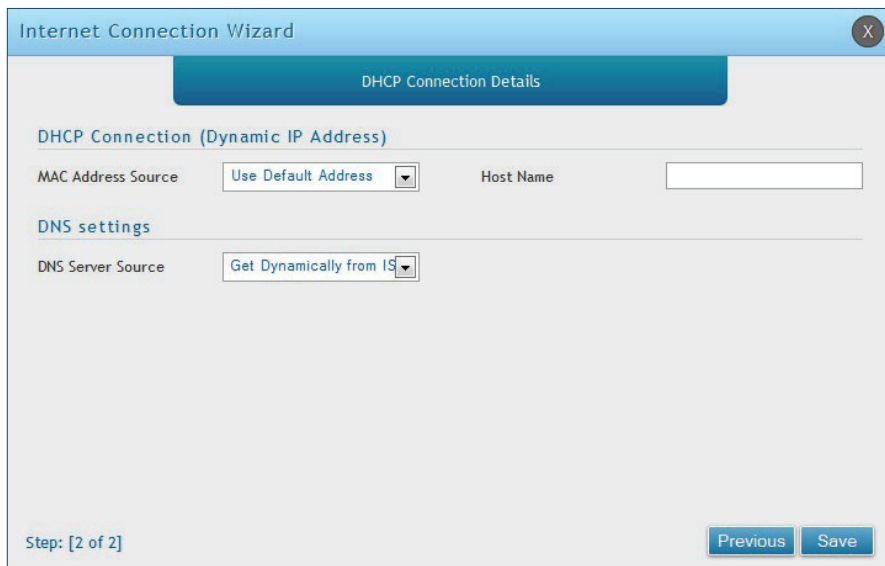 Internet Connection Wizard
X
DHCP Connection Details
DHCP Connection (Dynamic IP Address)
MAC Address Source Use Default Address Host Name
DNS settings
DNS Server Source Get Dynamically from IS
Step: [2 of 2] Previous Save